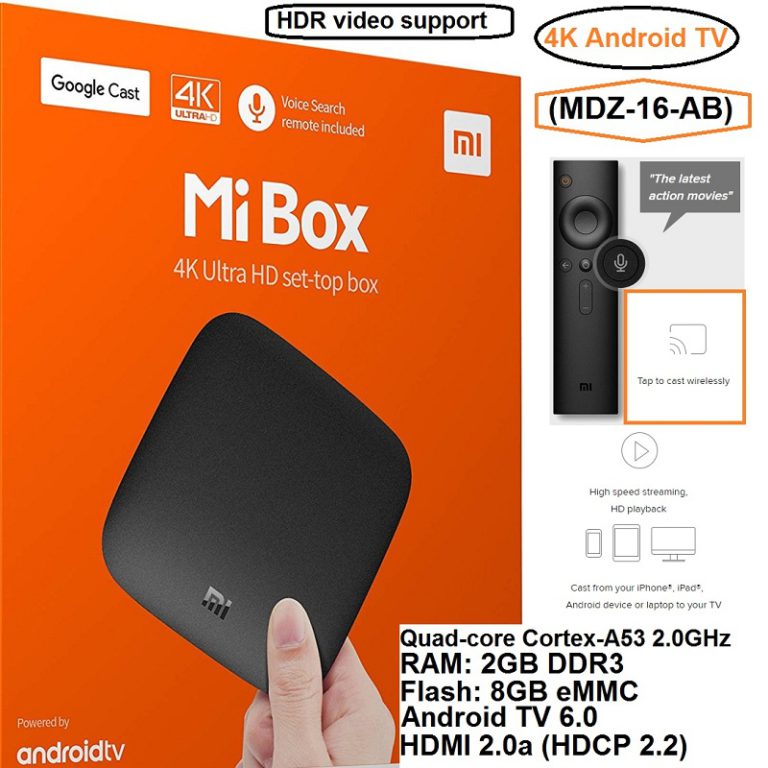 HDR video support
4K Android TV
(MDZ-16-AB)
Google Cast
4K
ULTRAHD
Voice Search
remote included
mi
Mi Box
4K Ultra HD set-top box
"The latest
action movies"
mi
Tap to cast wirelessly
High speed streaming,
HD playback
Cast from your iPhone®, iPad®,
Android device or laptop to your TV
mi
Quad-core Cortex-A53 2.0GHz
RAM: 2GB DDR3
Flash: 8GB eMMC
Android TV 6.0
HDMI 2.0a (HDCP 2.2)
Powered by
androidtv